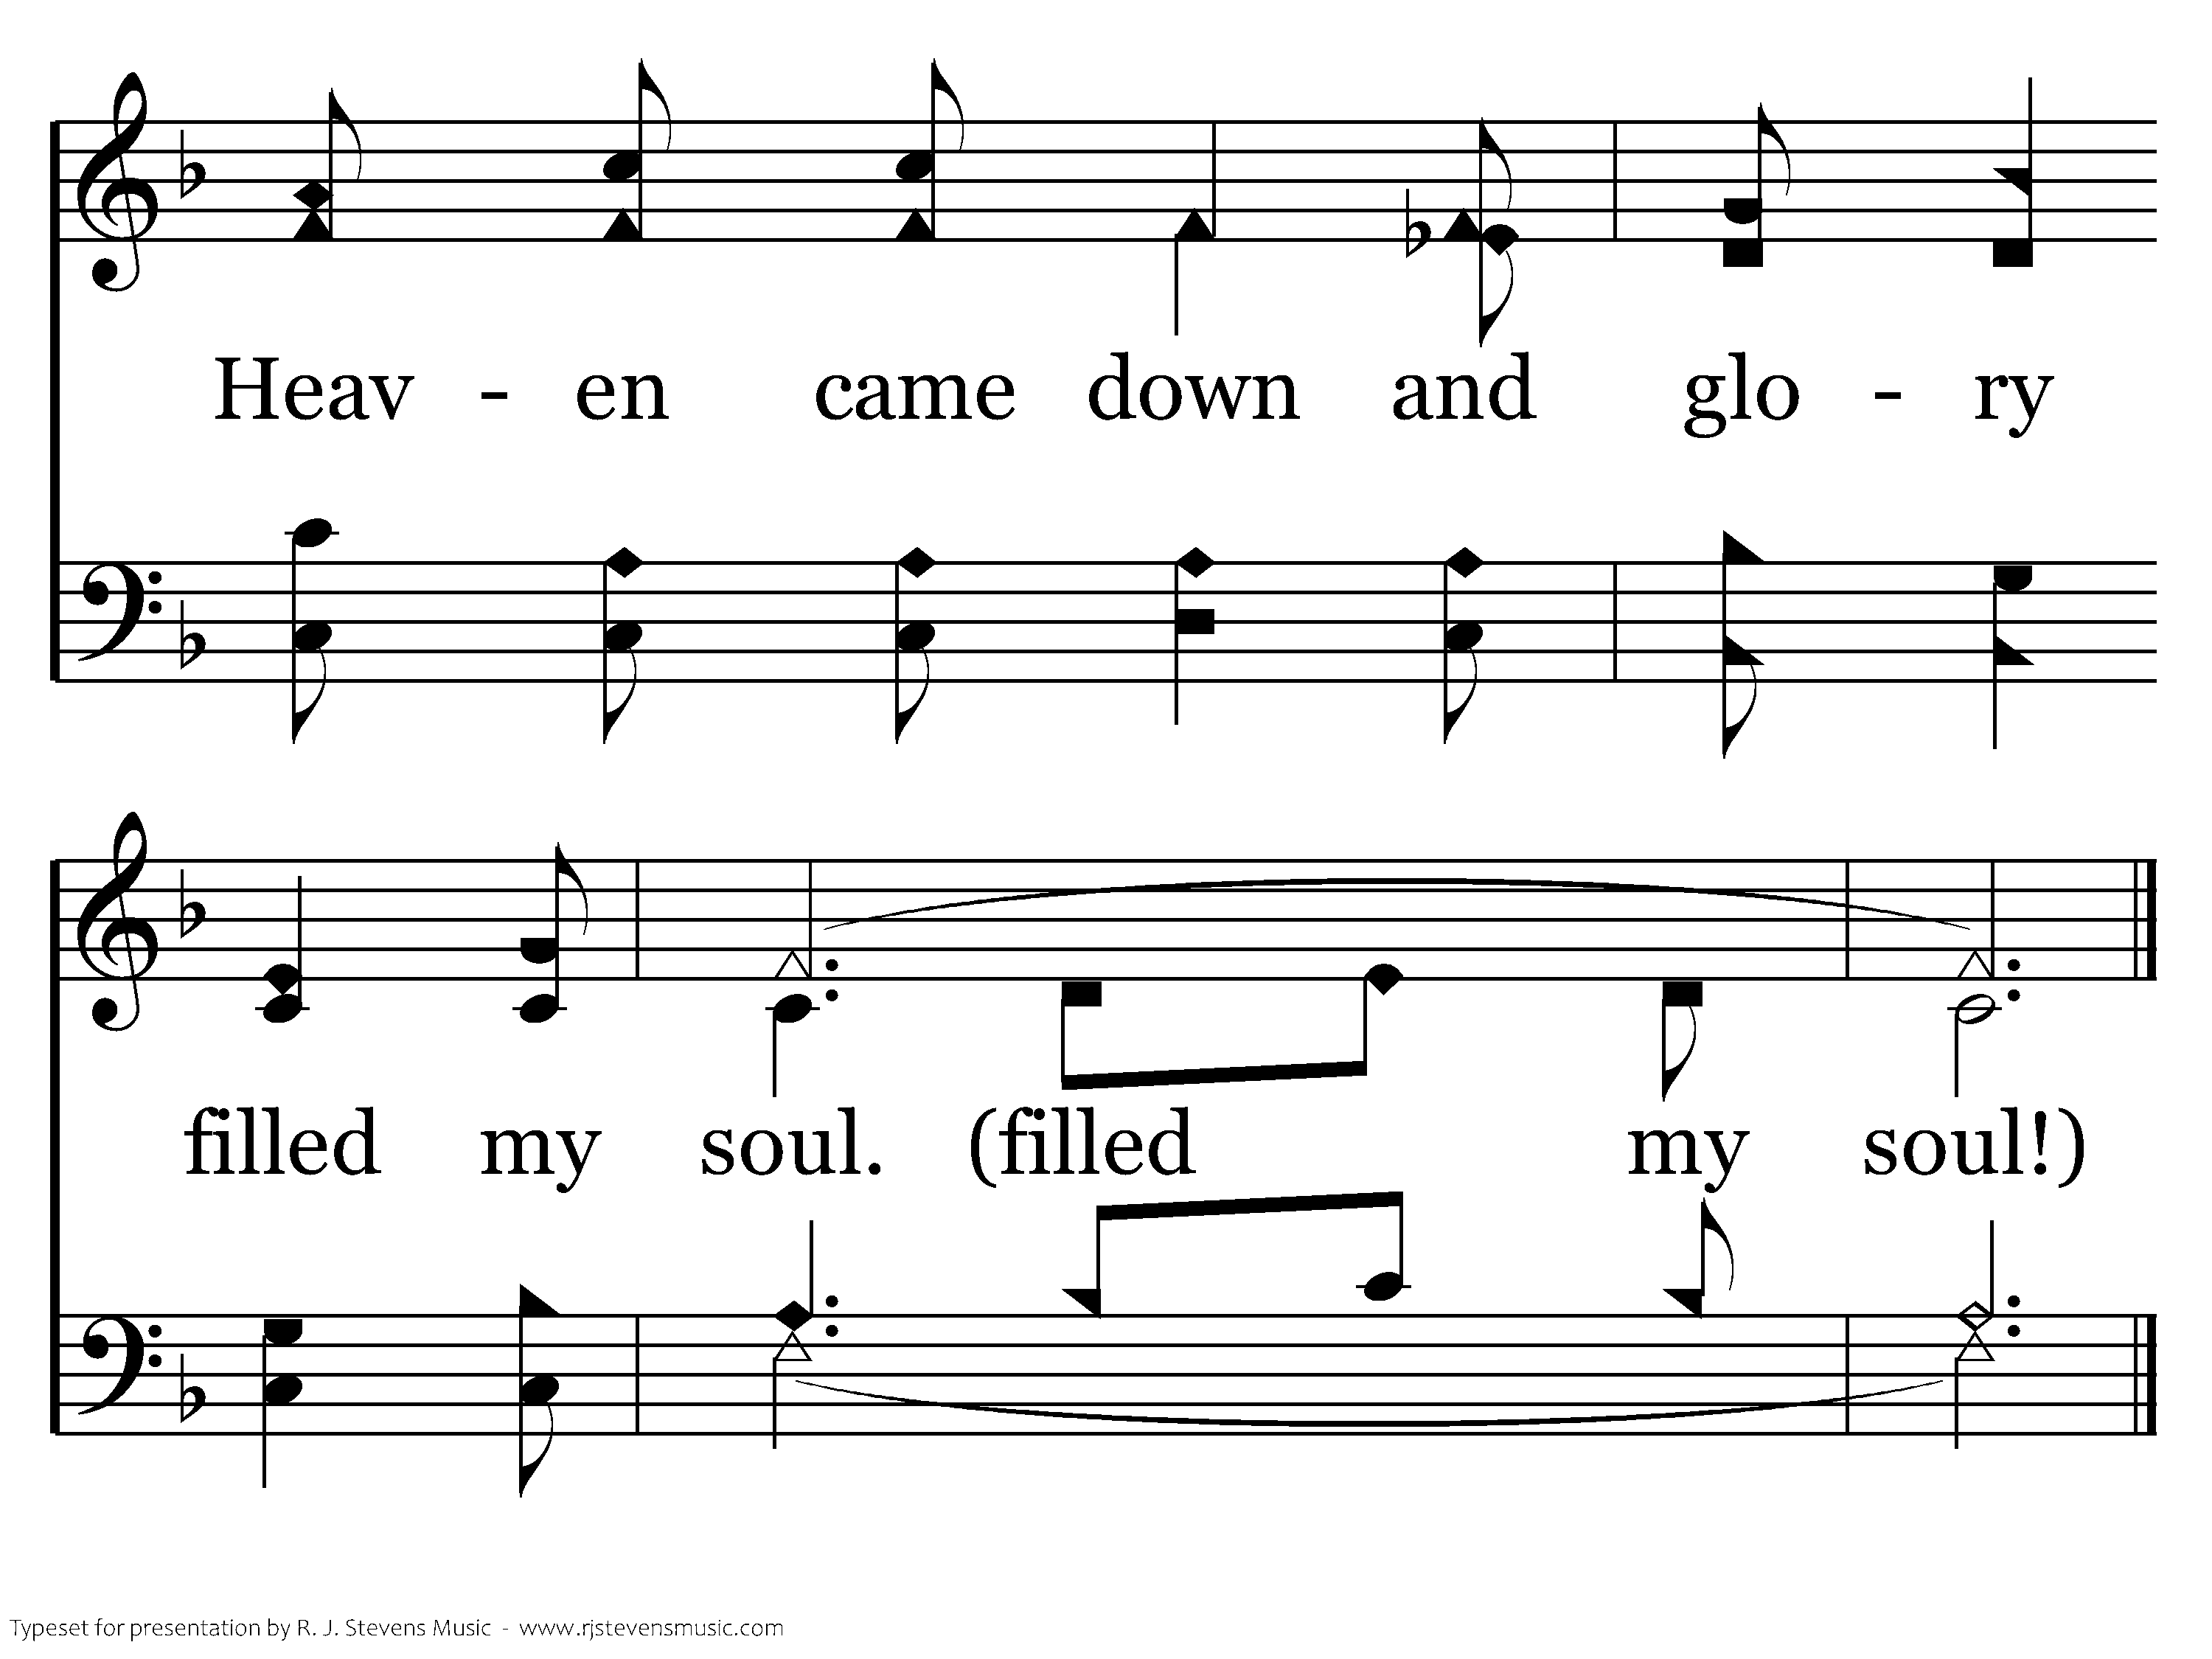 Heav - en came down and glo - ry
filled my soul. (filled my soul!)
Typeset for presentation by R. J. Stevens Music - www.rjstevensmusic.com